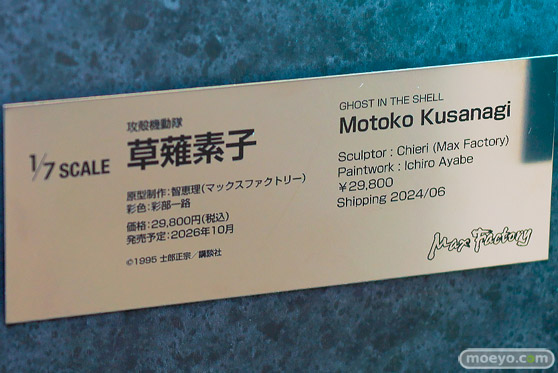 1/7 SCALE
攻殻機動隊
草薙素子
原型制作：智恵理(マックスファクトリー)
彩色：彩部一路
価格：29,800円(税込)
発売予定：2026年10月
©1995 士郎正宗／講談社
GHOST IN THE SHELL
Motoko Kusanagi
Sculptor : Chieri (Max Factory)
Paintwork : Ichiro Ayabe
￥29,800
Shipping 2024/06
Max Factory
moeyo.com